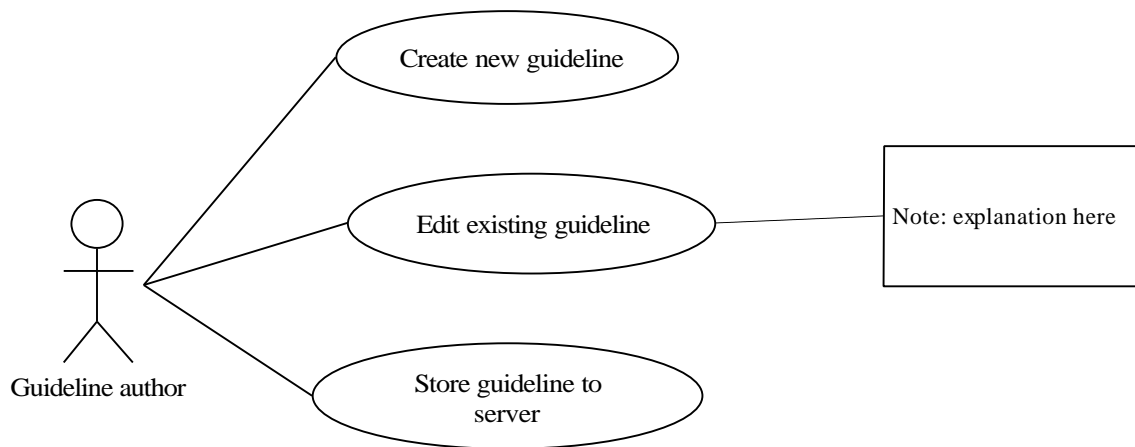 Create new guideline
Edit existing guideline
Note: explanation here
Guideline author
Store guideline to
server